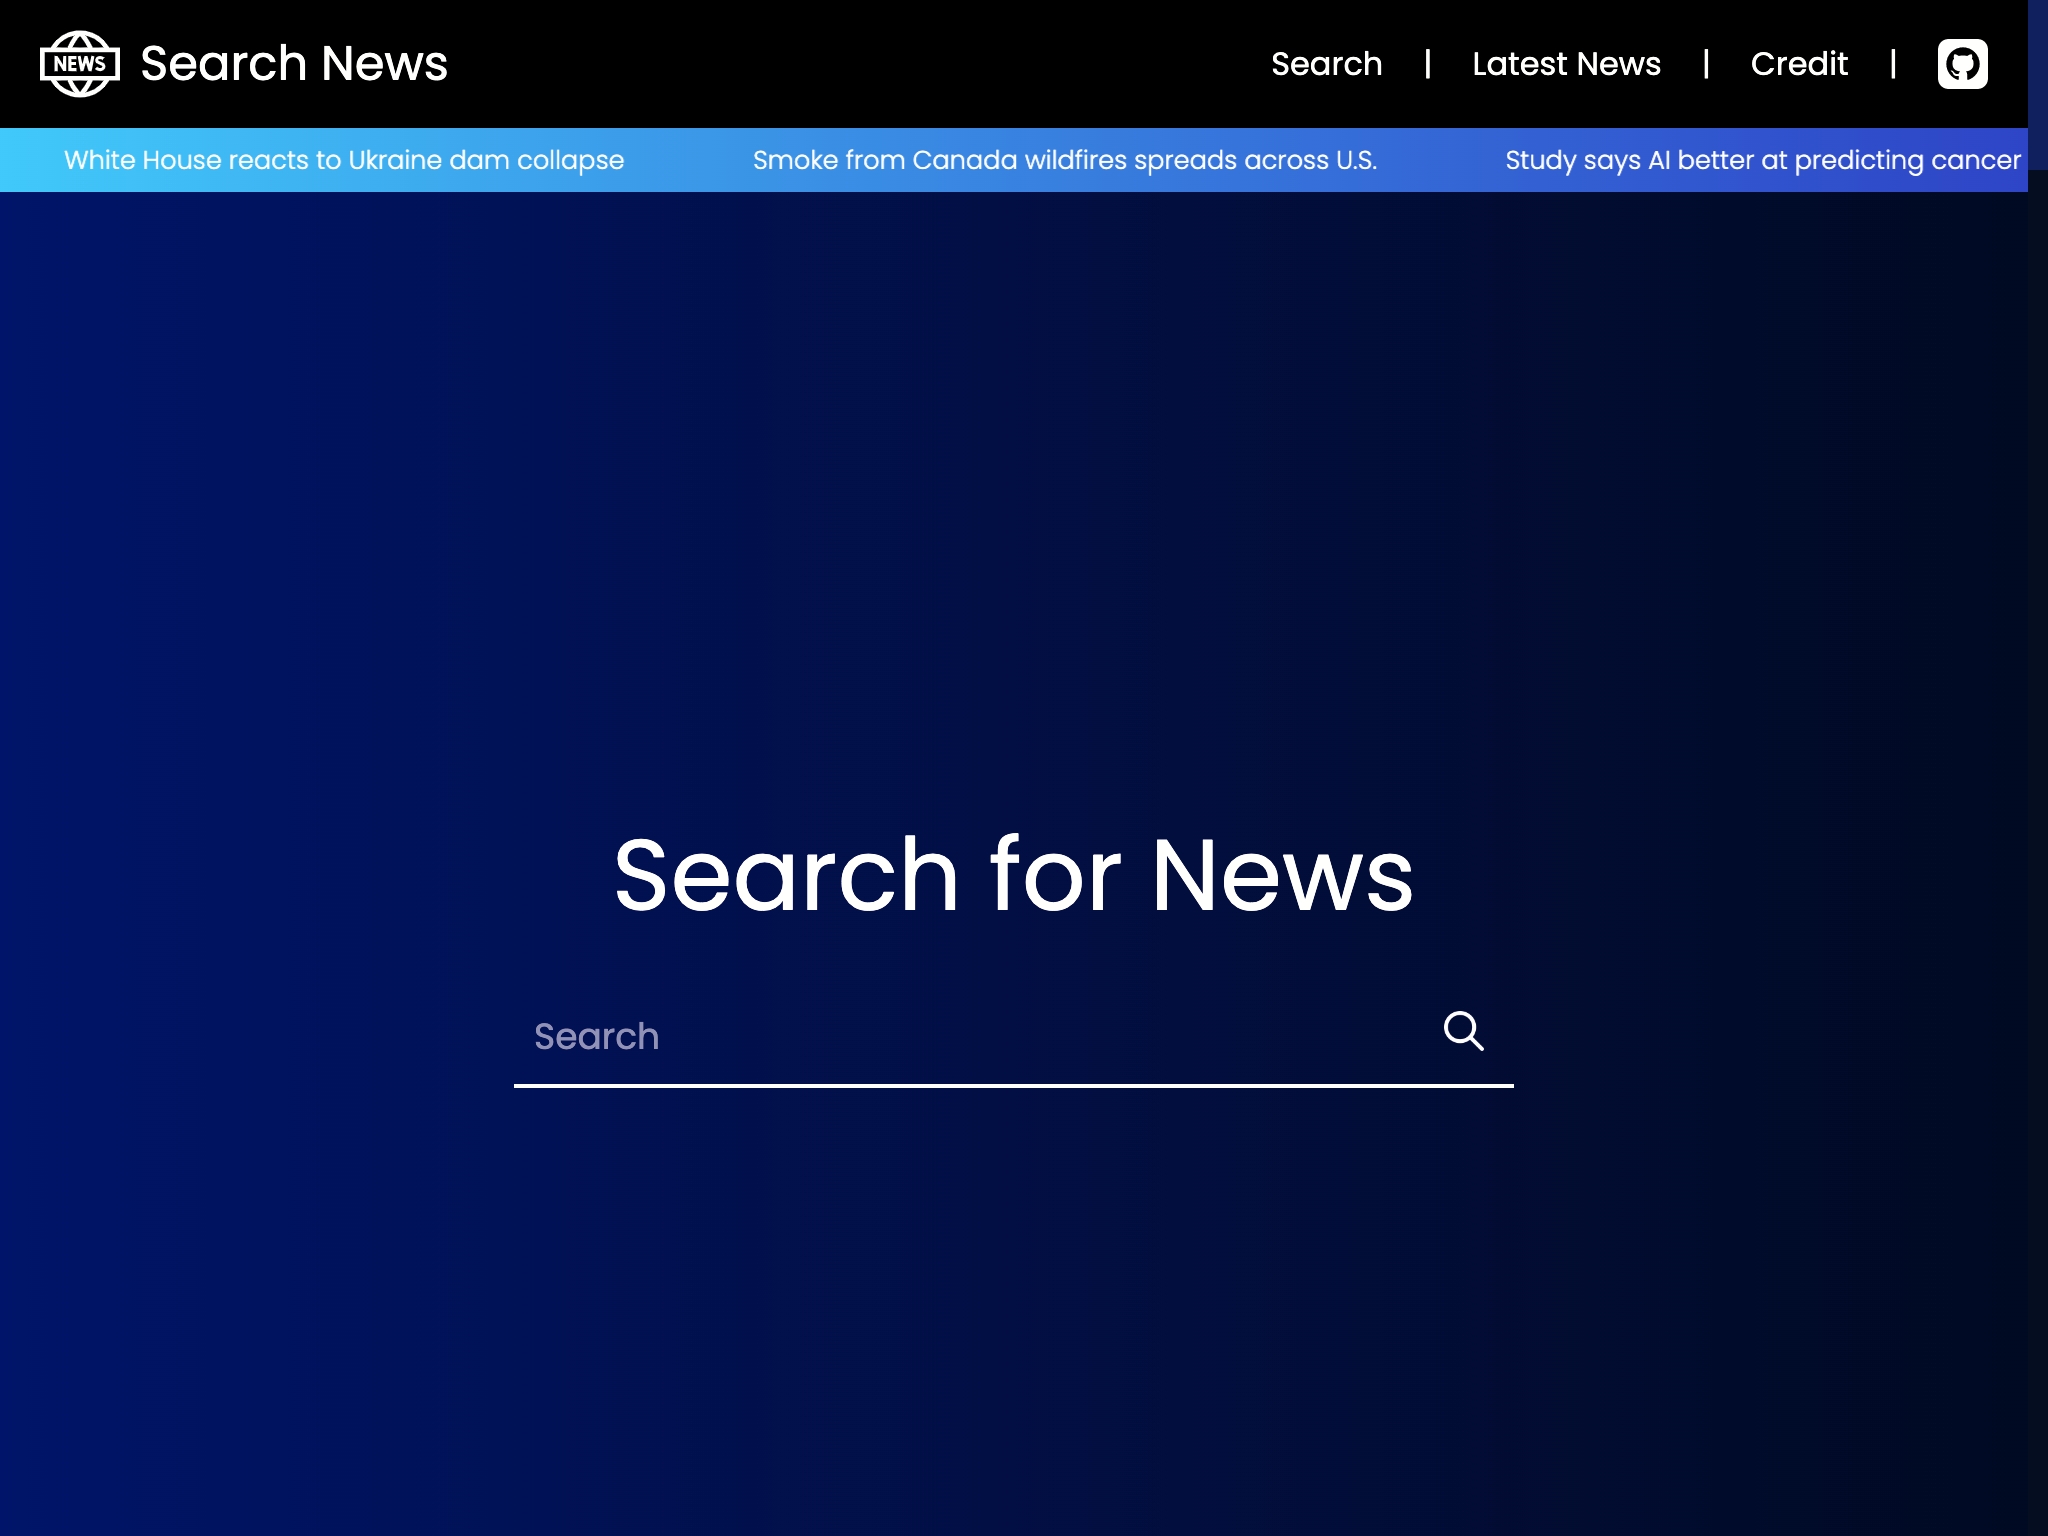 NEWS Search News
Search | Latest News | Credit |
White House reacts to Ukraine dam collapse
Smoke from Canada wildfires spreads across U.S.
Study says AI better at predicting cancer
Search for News
Search